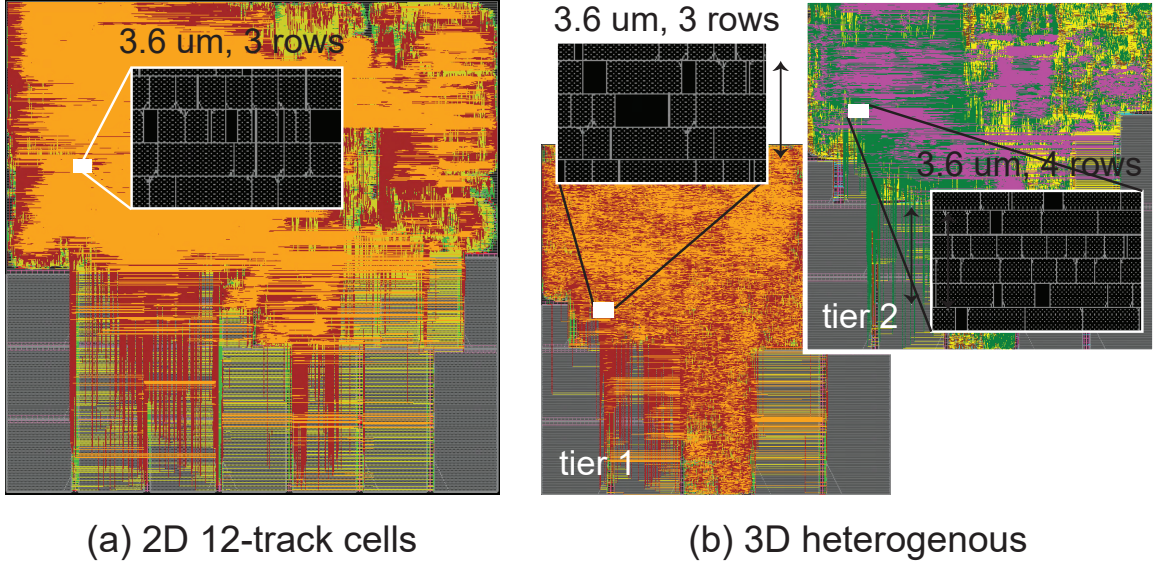 3.6 um, 3 rows
3.6 um, 3 rows
3.6 um, 4 rows
tier 2
tier 1
(a) 2D 12-track cells
(b) 3D heterogenous